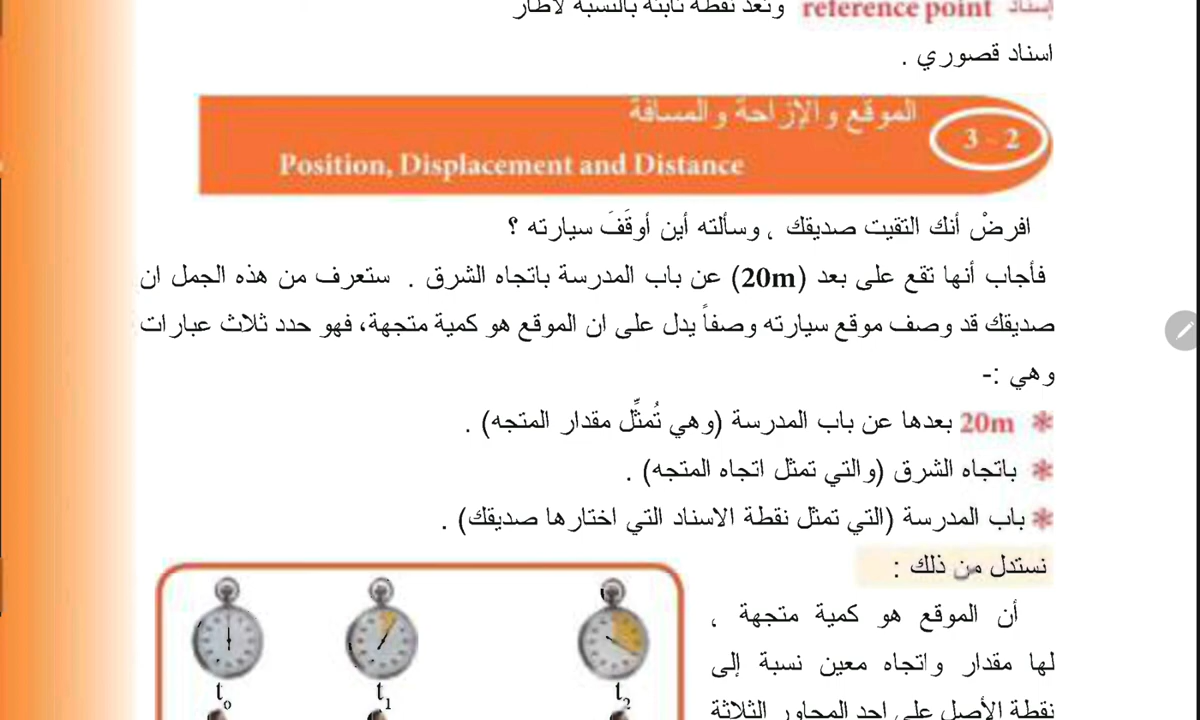 إسناد reference point وتعد نقطة ثابتة بالنسبة لاطار
اسناد قصوري .
3 - 2
الموقع والإزاحة والمسافة
Position, Displacement and Distance
افرضْ أنك التقيت صديقك ، وسألته أين أوقَفَ سيارته ؟
فأجاب أنها تقع على بعد (20m) عن باب المدرسة باتجاه الشرق . ستعرف من هذه الجمل ان
صديقك قد وصف موقع سيارته وصفاً يدل على ان الموقع هو كمية متجهة، فهو حدد ثلاث عبارات
وهي :-
* 20m بعدها عن باب المدرسة (وهي تُمثِّل مقدار المتجه) .
* باتجاه الشرق (والتي تمثل اتجاه المتجه) .
* باب المدرسة (التي تمثل نقطة الاسناد التي اختارها صديقك) .
نستدل من ذلك :
أن الموقع هو كمية متجهة ،
لها مقدار واتجاه معين نسبة إلى
نقطة الأصل على احد المحاور الثلاثة
t₀ t₁ t₂